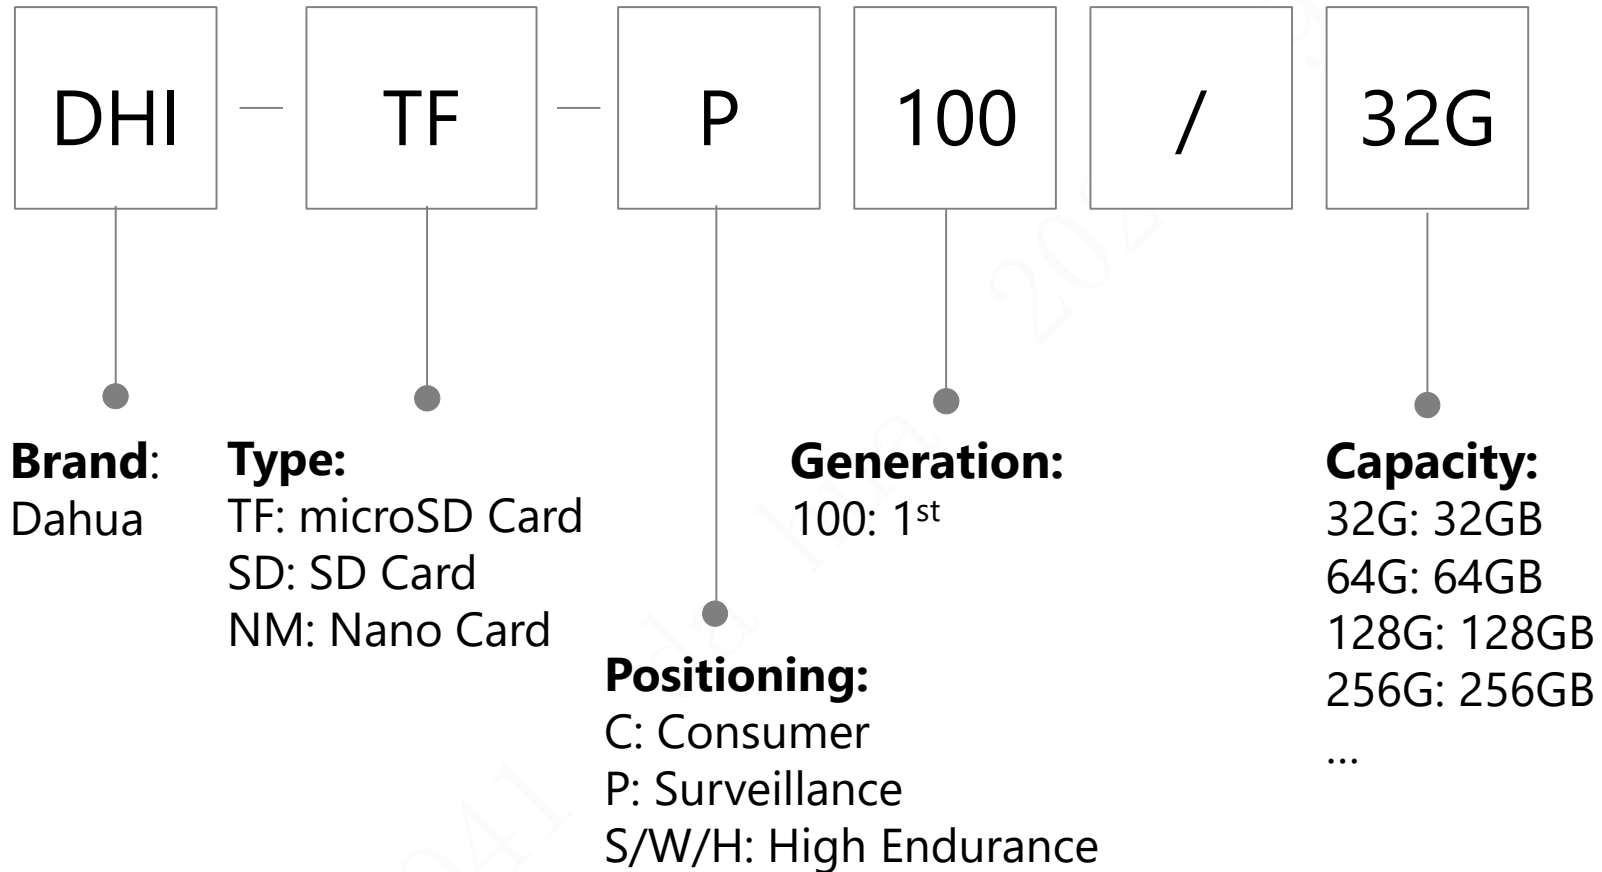 DHI — TF — P 100 / 32G
Brand:
Dahua
Type:
TF: microSD Card
SD: SD Card
NM: Nano Card
Positioning:
C: Consumer
P: Surveillance
S/W/H: High Endurance
Generation:
100: 1st
Capacity:
32G: 32GB
64G: 64GB
128G: 128GB
256G: 256GB
...